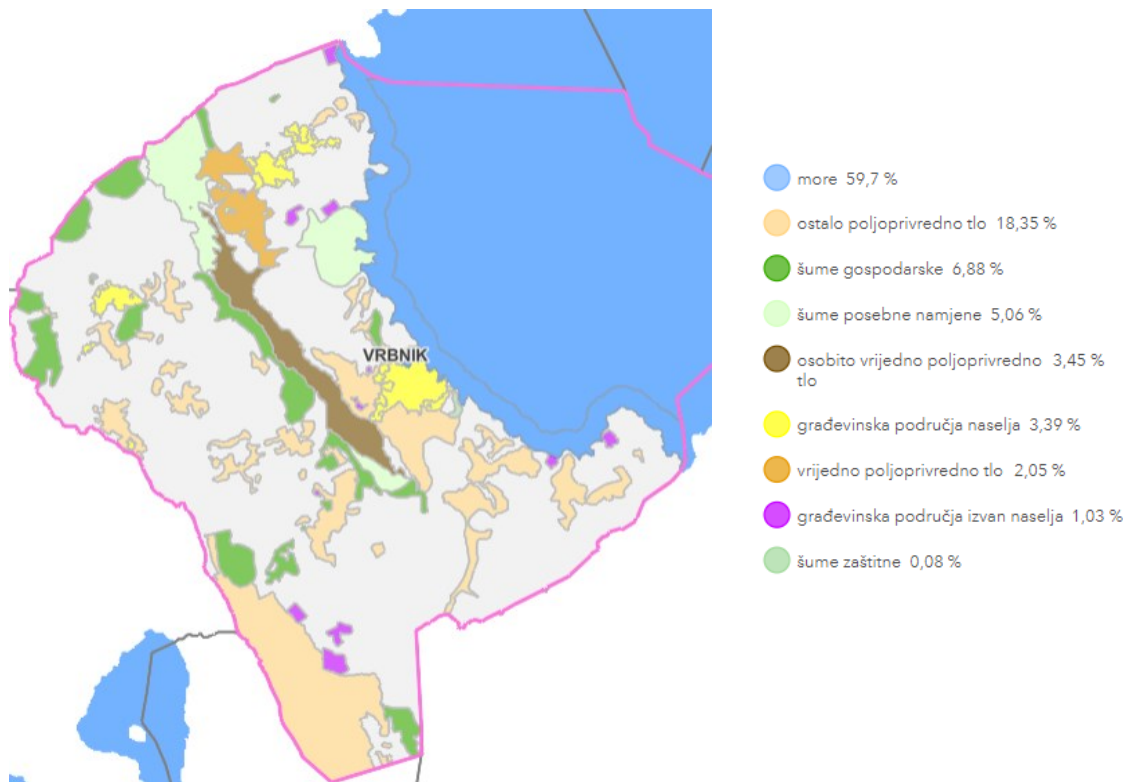 VRBNIK
more 59,7 %
ostalo poljoprivredno tlo 18,35 %
šume gospodarske 6,88 %
šume posebne namjene 5,06 %
osobito vrijedno poljoprivredno 3,45 %
tlo
građevinska područja naselja 3,39 %
vrijedno poljoprivredno tlo 2,05 %
građevinska područja izvan naselja 1,03 %
šume zaštitne 0,08 %